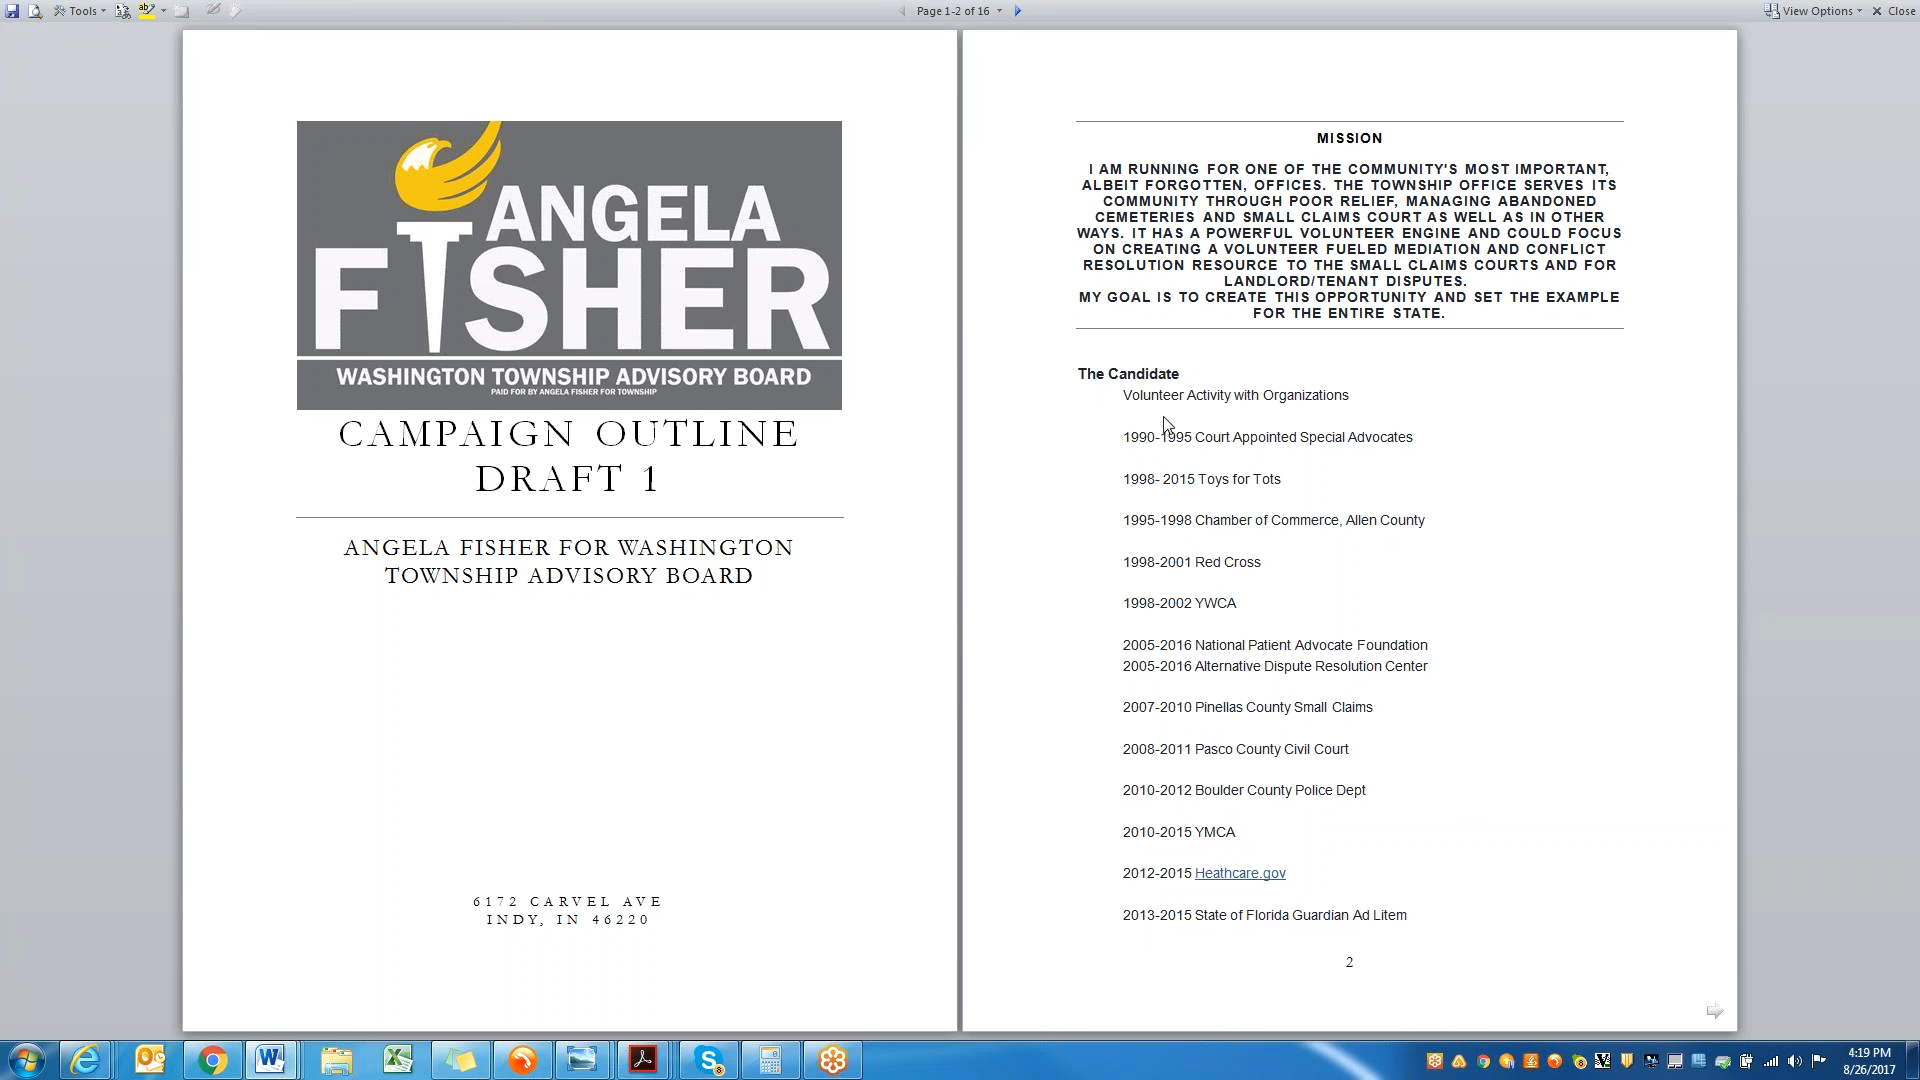 Tools
Page 1-2 of 16
View Options
Close
ANGELA
FISHER
WASHINGTON TOWNSHIP ADVISORY BOARD
PAID FOR BY ANGELA FISHER FOR TOWNSHIP
CAMPAIGN OUTLINE
DRAFT 1
ANGELA FISHER FOR WASHINGTON
TOWNSHIP ADVISORY BOARD
6172 CARVEL AVE
INDY, IN 46220
MISSION
I AM RUNNING FOR ONE OF THE COMMUNITY'S MOST IMPORTANT,
ALBEIT FORGOTTEN, OFFICES. THE TOWNSHIP OFFICE SERVES ITS
COMMUNITY THROUGH POOR RELIEF, MANAGING ABANDONED
CEMETERIES AND SMALL CLAIMS COURT AS WELL AS IN OTHER
WAYS. IT HAS A POWERFUL VOLUNTEER ENGINE AND COULD FOCUS
ON CREATING A VOLUNTEER FUELED MEDIATION AND CONFLICT
RESOLUTION RESOURCE TO THE SMALL CLAIMS COURTS AND FOR
LANDLORD/TENANT DISPUTES.
MY GOAL IS TO CREATE THIS OPPORTUNITY AND SET THE EXAMPLE
FOR THE ENTIRE STATE.
The Candidate
Volunteer Activity with Organizations
1990-1995 Court Appointed Special Advocates
1998- 2015 Toys for Tots
1995-1998 Chamber of Commerce, Allen County
1998-2001 Red Cross
1998-2002 YWCA
2005-2016 National Patient Advocate Foundation
2005-2016 Alternative Dispute Resolution Center
2007-2010 Pinellas County Small Claims
2008-2011 Pasco County Civil Court
2010-2012 Boulder County Police Dept
2010-2015 YMCA
2012-2015 Heathcare.gov
2013-2015 State of Florida Guardian Ad Litem
2
4:19 PM
8/26/2017